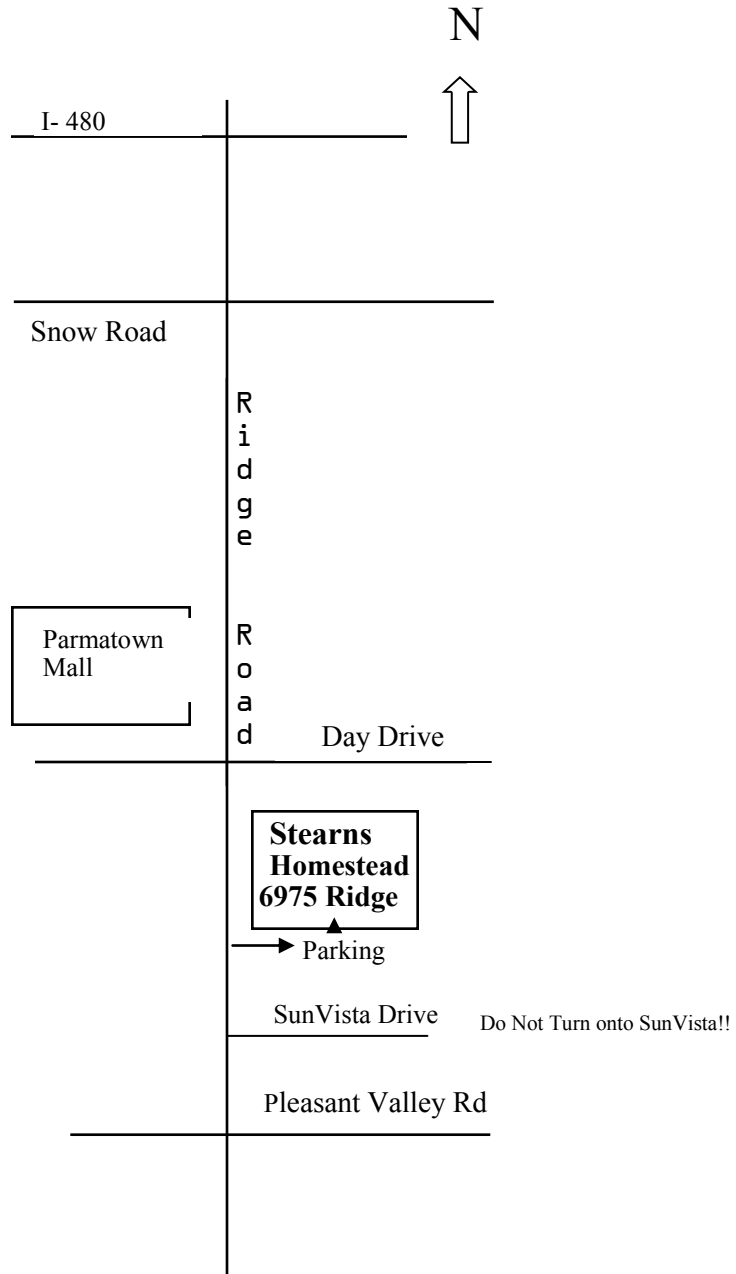 N
I- 480
Snow Road
Ridge
Road
Parmatown
Mall
Day Drive
Stearns
Homestead
6975 Ridge
Parking
SunVista Drive
Do Not Turn onto SunVista!!
Pleasant Valley Rd